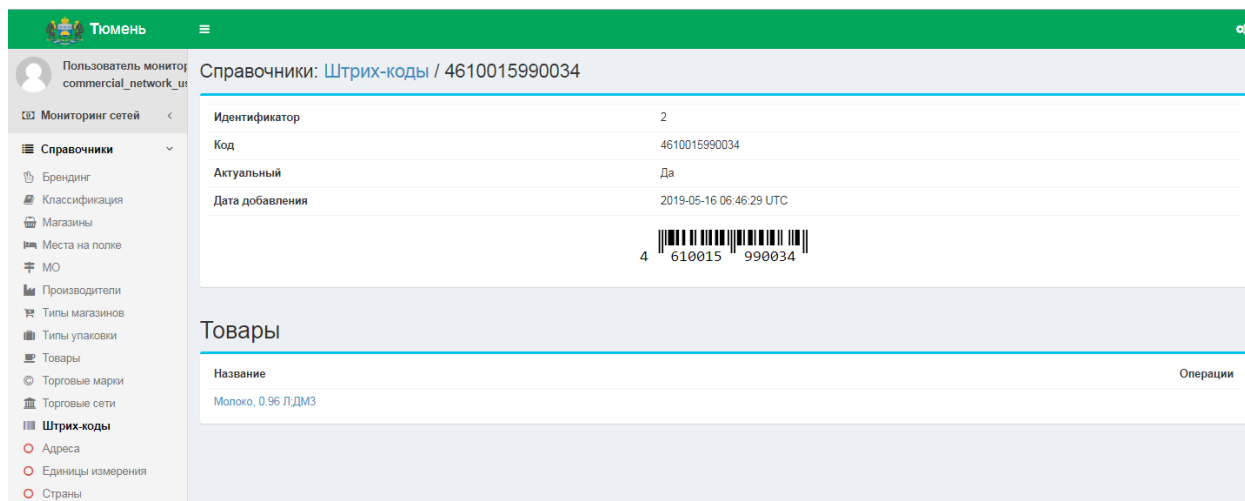 Тюмень
Пользователь монитор
commercial_network_us
Мониторинг сетей
Справочники
Брендинг
Классификация
Магазины
Места на полке
МО
Производители
Типы магазинов
Типы упаковки
Товары
Торговые марки
Торговые сети
Штрих-коды
Адреса
Единицы измерения
Страны
Справочники: Штрих-коды / 4610015990034
Идентификатор 2
Код 4610015990034
Актуальный Да
Дата добавления 2019-05-16 06:46:29 UTC
4 610015 990034
Товары
Название Операции
Молоко, 0.96 Л;ДМЗ